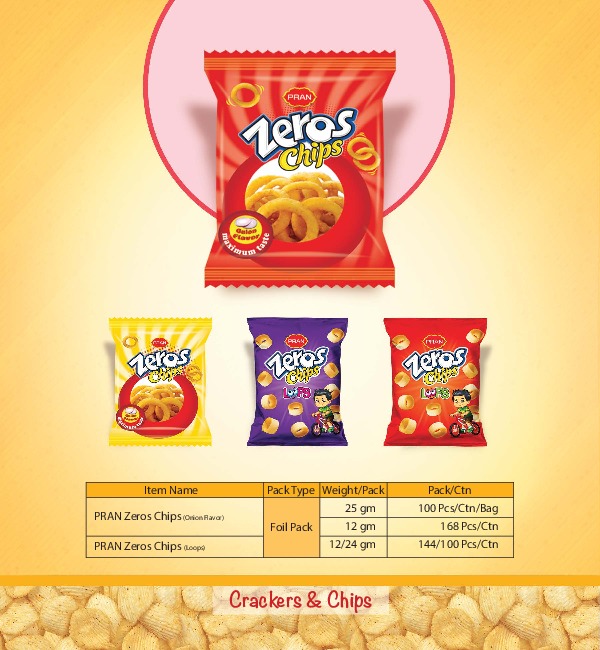 PRAN
Zeros
Chips
Onion
Flavor
maximum taste
PRAN
Zeros
Chips
PRAN
Zeros
Chips
Loops
PRAN
Zeros
Chips
Loops
Item Name Pack Type Weight/Pack Pack/Ctn
PRAN Zeros Chips (Onion Flavor) Foil Pack 25 gm 100 Pcs/Ctn/Bag
12 gm 168 Pcs/Ctn
PRAN Zeros Chips (Loops) 12/24 gm 144/100 Pcs/Ctn
Crackers & Chips